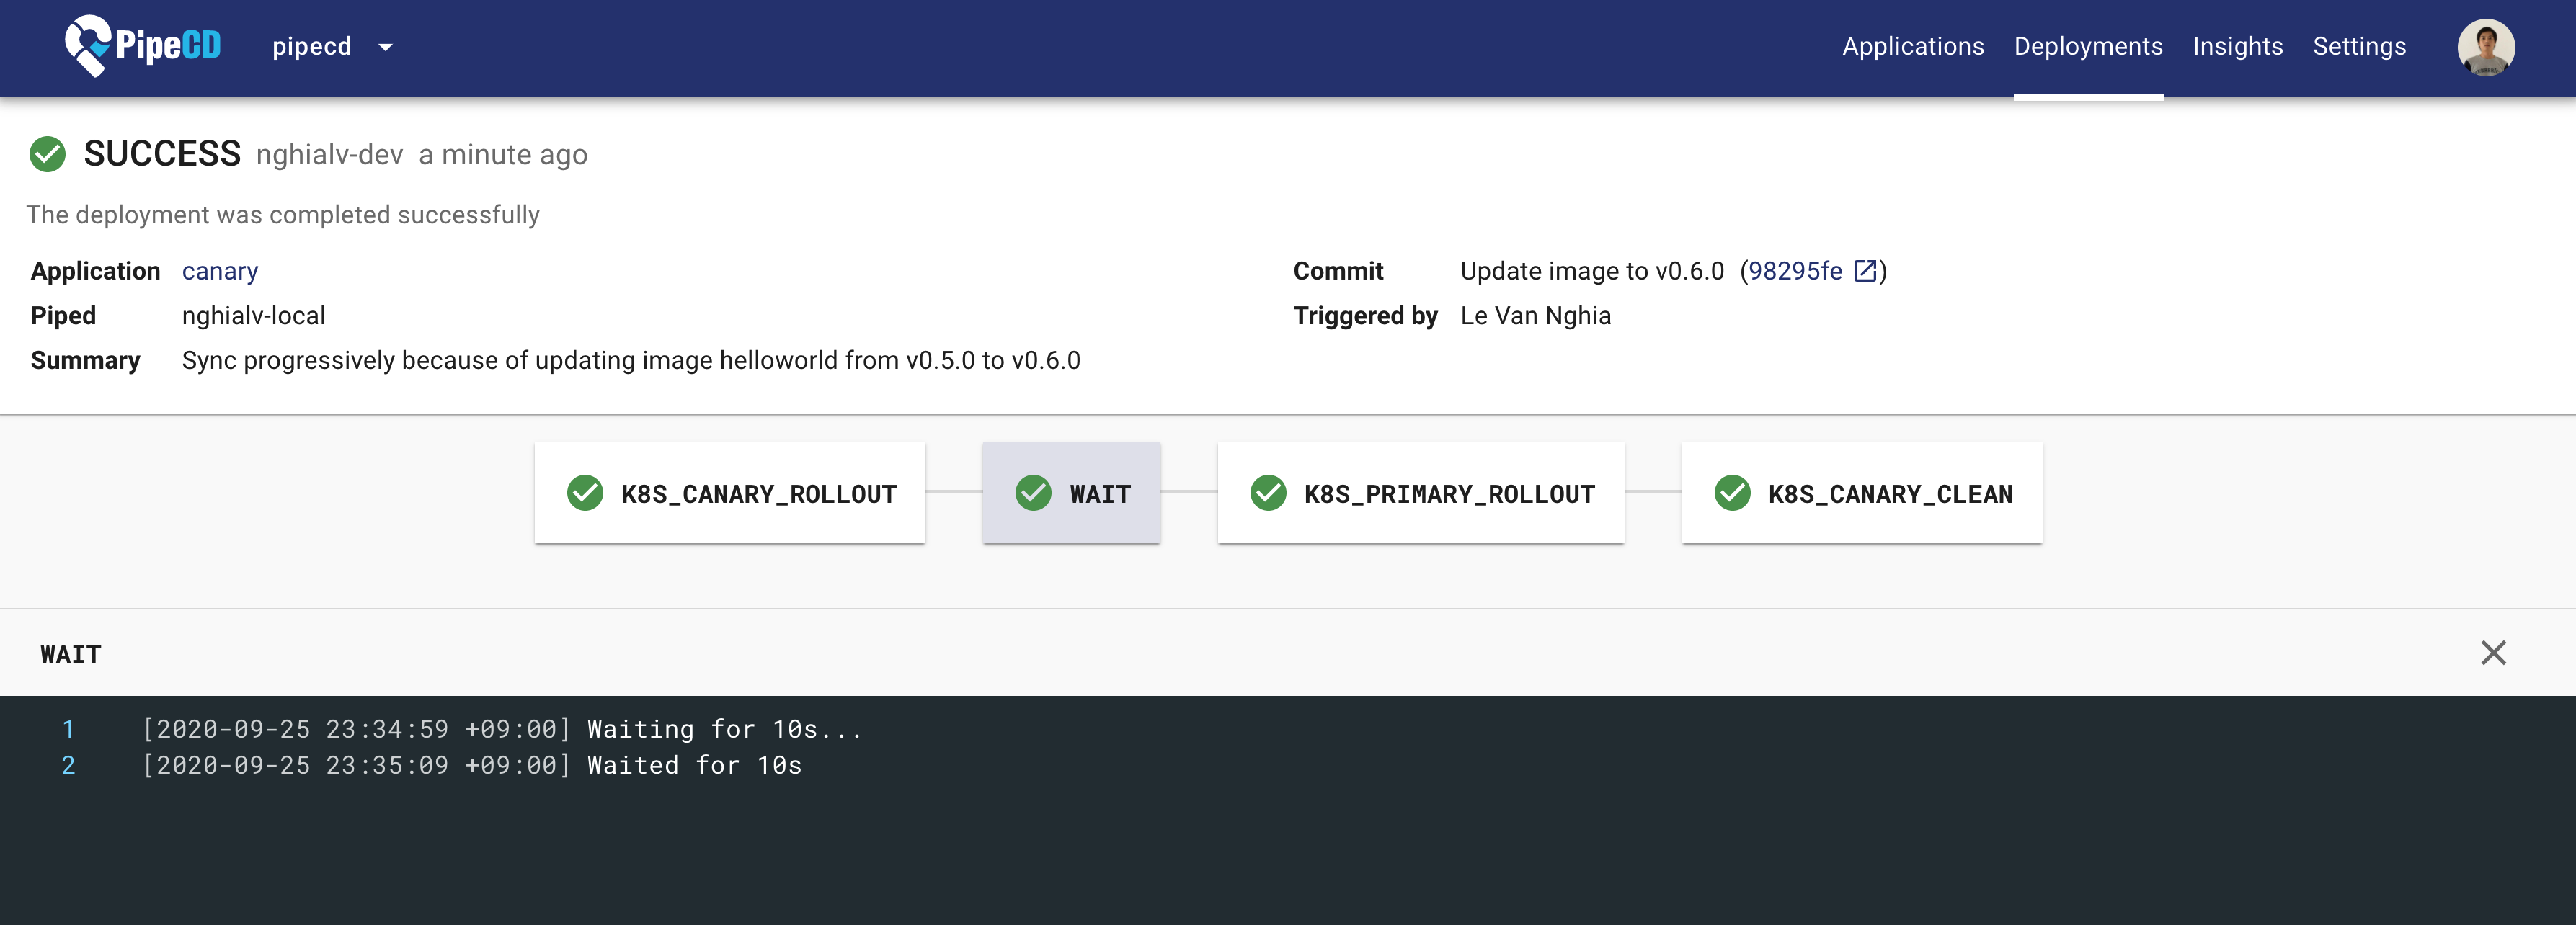 PipeCD pipecd Applications Deployments Insights Settings
SUCCESS nghialv-dev a minute ago
The deployment was completed successfully
Application canary
Piped nghialv-local
Summary Sync progressively because of updating image helloworld from v0.5.0 to v0.6.0
Commit Update image to v0.6.0 (98295fe)
Triggered by Le Van Nghia
K8S_CANARY_ROLLOUT WAIT K8S_PRIMARY_ROLLOUT K8S_CANARY_CLEAN
WAIT
1 [2020-09-25 23:34:59 +09:00] Waiting for 10s...
2 [2020-09-25 23:35:09 +09:00] Waited for 10s